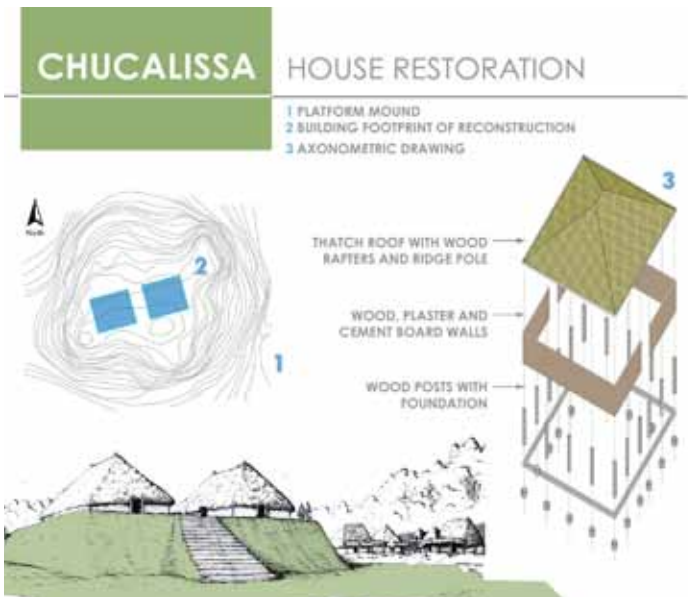 CHUCALISSA
HOUSE RESTORATION
1 PLATFORM MOUND
2 BUILDING FOOTPRINT OF RECONSTRUCTION
3 AXONOMETRIC DRAWING
3
North
2
1
THATCH ROOF WITH WOOD
RAFTERS AND RIDGE POLE
WOOD, PLASTER AND
CEMENT BOARD WALLS
WOOD POSTS WITH
FOUNDATION